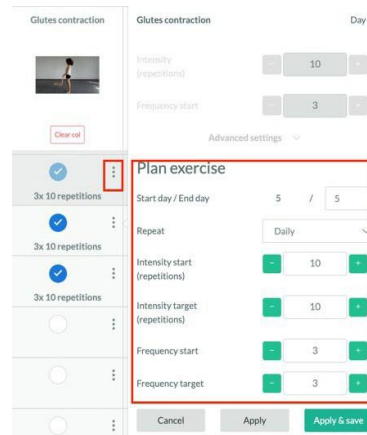 Glutes contraction
Clear col
3x 10 repetitions
3x 10 repetitions
3x 10 repetitions
Glutes contraction Day
Intensity
(repetitions)
- 10 +
Frequency start
- 3 +
Advanced settings
Plan exercise
Start day / End day 5 / 5
Repeat Daily
Intensity start
(repetitions)
- 10 +
Intensity target
(repetitions)
- 10 +
Frequency start - 3 +
Frequency target - 3 +
Cancel Apply Apply & save